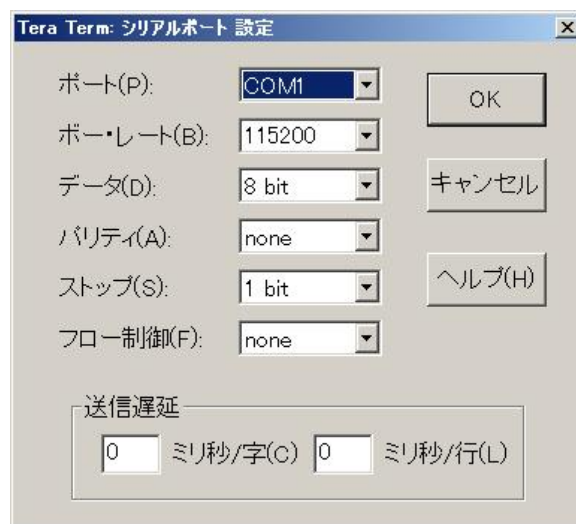 Tera Term: シリアルポート 設定
ポート(P): COM1
OK
ボー・レート(B): 115200
データ(D): 8 bit
キャンセル
パリティ(A): none
ストップ(S): 1 bit
ヘルプ(H)
フロー制御(F): none
送信遅延
0 ミリ秒/字(C) 0 ミリ秒/行(L)